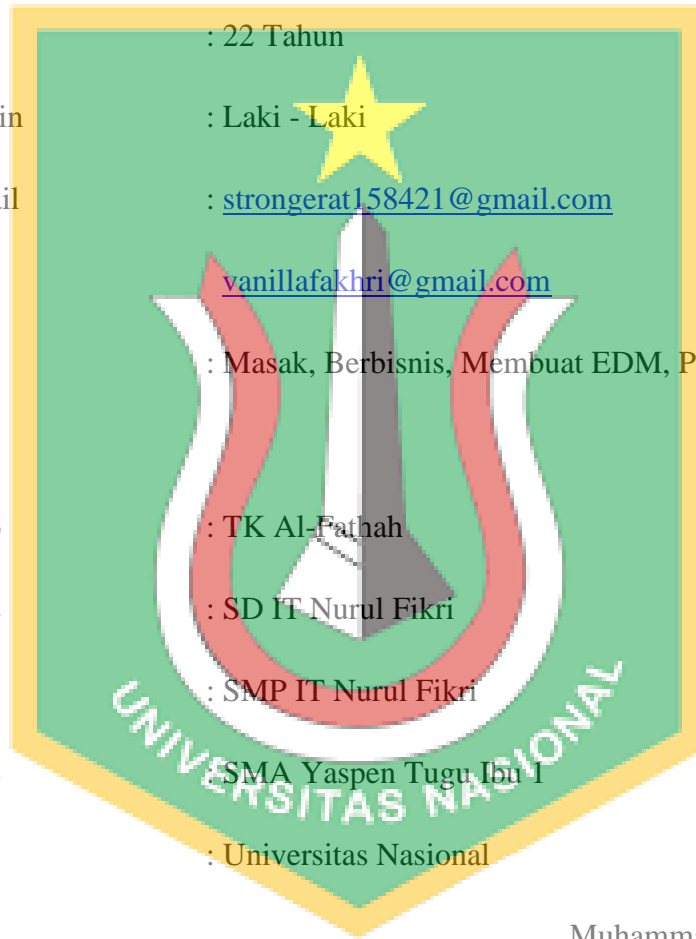 : 22 Tahun
in : Laki - Laki
il : strongerat158421@gmail.com
vanillafakhri@gmail.com
: Masak, Berbisnis, Membuat EDM, P
: TK Al-Fathah
: SD IT Nurul Fikri
: SMP IT Nurul Fikri
: SMA Yaspen Tugu Ibu 1
: Universitas Nasional
Muhamm
UNIVERSITAS NASIONAL